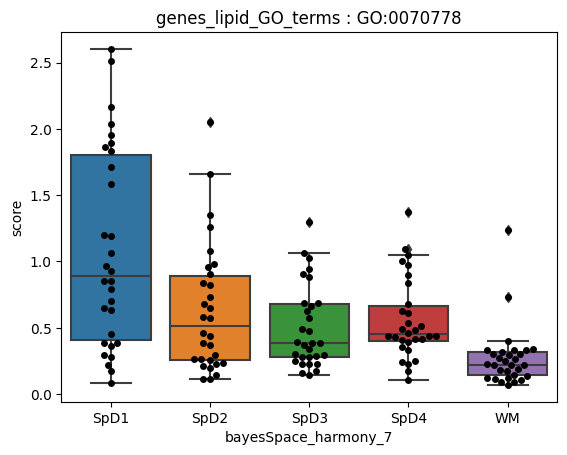 genes_lipid_GO_terms : GO:0070778
2.5
2.0
1.5
1.0
0.5
0.0
score
SpD1 SpD2 SpD3 SpD4 WM
bayesSpace_harmony_7